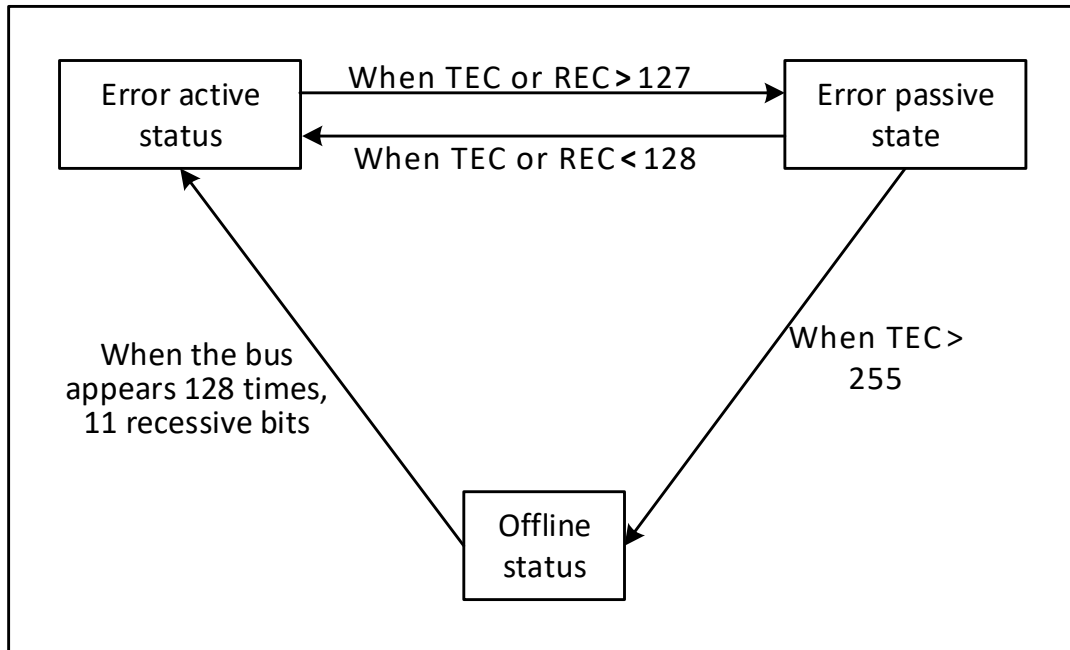 Error active
status
When TEC or REC>127
Error passive
state
When TEC or REC<128
When the bus
appears 128 times,
11 recessive bits
When TEC>
255
Offline
status